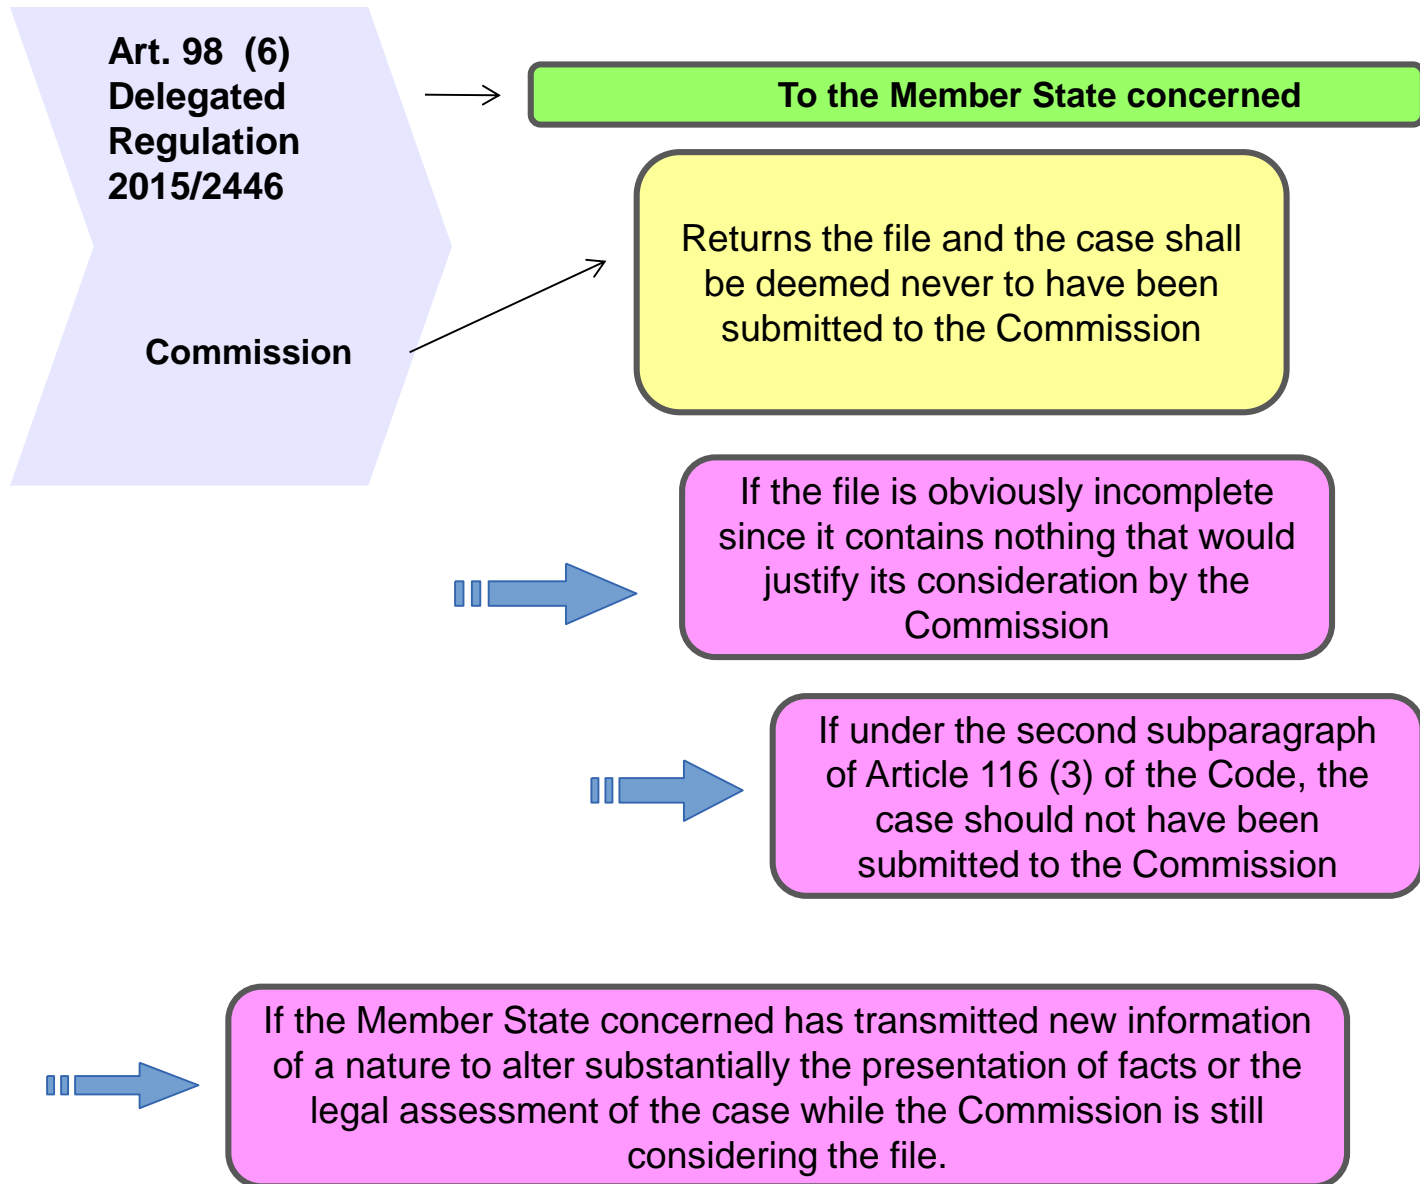 Art. 98 (6)
Delegated
Regulation
2015/2446
To the Member State concerned
Commission
Returns the file and the case shall
be deemed never to have been
submitted to the Commission
If the file is obviously incomplete
since it contains nothing that would
justify its consideration by the
Commission
If under the second subparagraph
of Article 116 (3) of the Code, the
case should not have been
submitted to the Commission
If the Member State concerned has transmitted new information
of a nature to alter substantially the presentation of facts or the
legal assessment of the case while the Commission is still
considering the file.